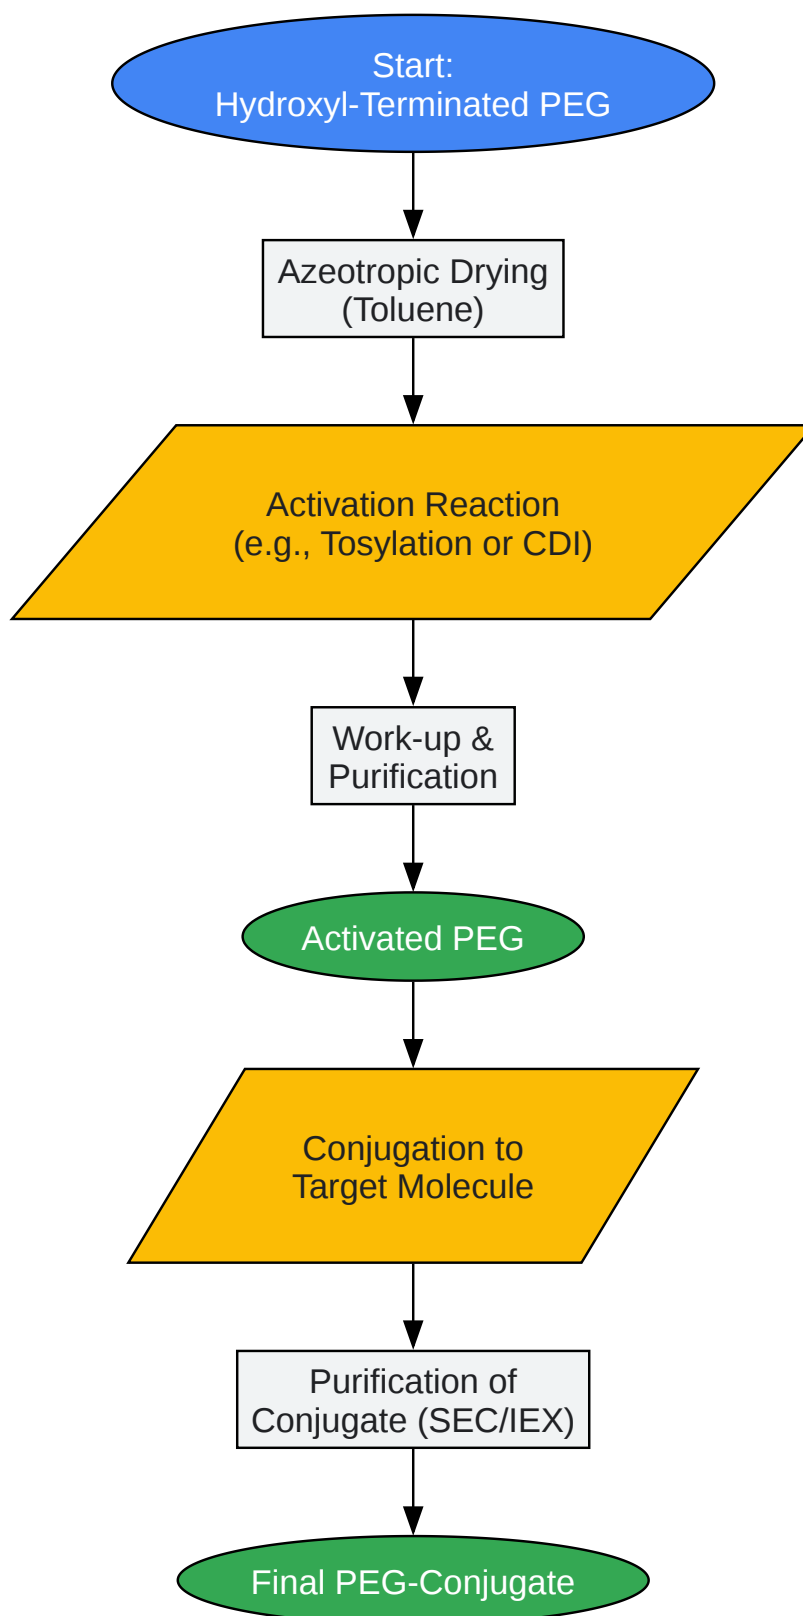 Start:
Hydroxyl-Terminated PEG
Azeotropic Drying
(Toluene)
Activation Reaction
(e.g., Tosylation or CDI)
Work-up &
Purification
Activated PEG
Conjugation to
Target Molecule
Purification of
Conjugate (SEC/IEX)
Final PEG-Conjugate